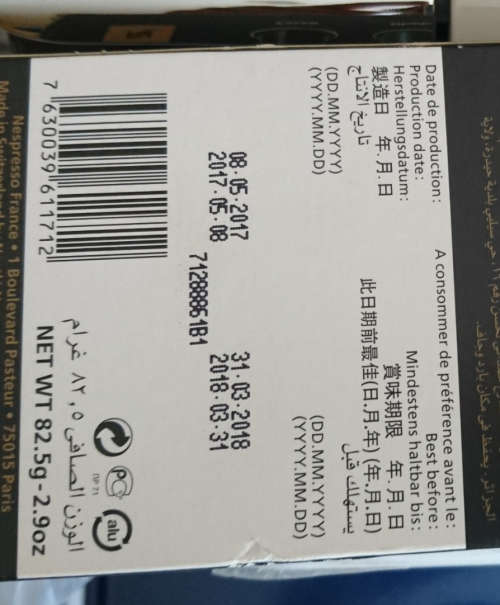 Date de production:
Production date:
Herstellungsdatum:
製造日 年.月.日
تاريخ الانتاج
(DD.MM.YYYY)
(YYYY.MM.DD)
A consommer de préférence avant le:
Best before:
Mindestens haltbar bis:
賞味期限 年.月.日
此日期前最佳(日.月.年) (年.月.日)
يستهلك قبل
(DD.MM.YYYY)
(YYYY.MM.DD)
08.05.2017
2017.05.08
31.03.2018
2018.03.31
71288861B1
7 630039 611712
الوزن الصافي ٨٢,٥ غرام
NET WT 82.5g-2.9oz
alu
Nespresso France • 1 Boulevard Pasteur • 75015 Paris
Made in Switzerland